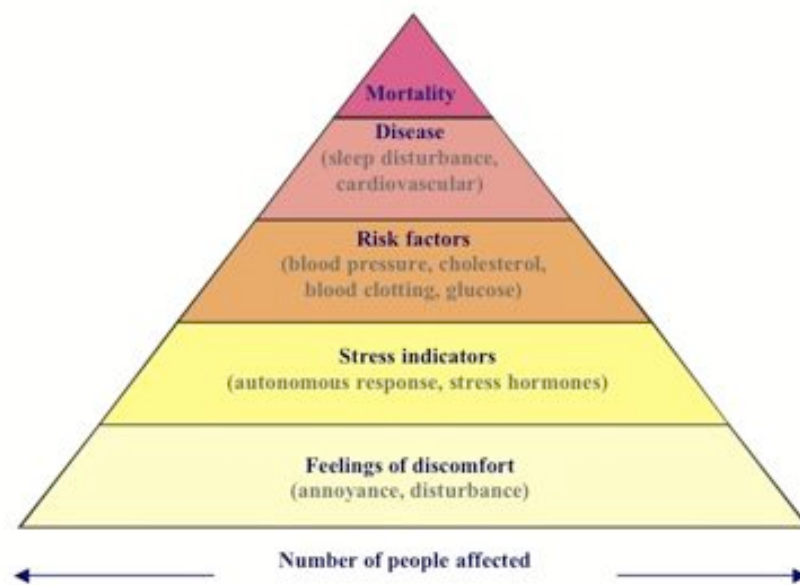 Mortality
Disease
(sleep disturbance,
cardiovascular)
Risk factors
(blood pressure, cholesterol,
blood clotting, glucose)
Stress indicators
(autonomous response, stress hormones)
Feelings of discomfort
(annoyance, disturbance)
Number of people affected